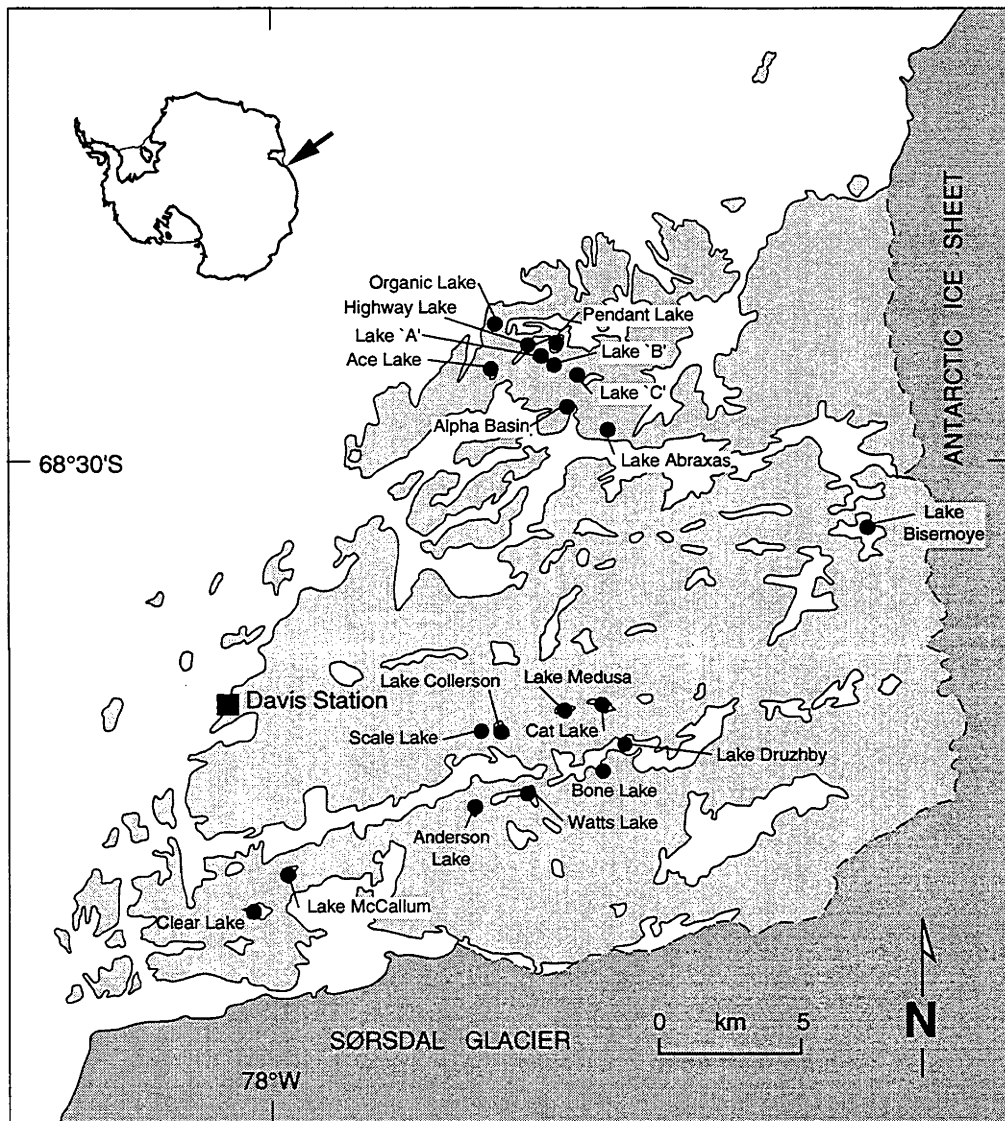 ANTARCTIC ICE SHEET
Organic Lake
Highway Lake
Pendant Lake
Lake `A'
Lake `B'
Ace Lake
Lake `C'
Alpha Basin
68°30'S
Lake Abraxas
Lake
Bisernoye
Lake Collerson
Lake Medusa
Davis Station
Scale Lake
Cat Lake
Lake Druzhby
Bone Lake
Watts Lake
Anderson
Lake
Lake McCallum
Clear Lake
0 km 5
N
SØRSDAL GLACIER
78°W